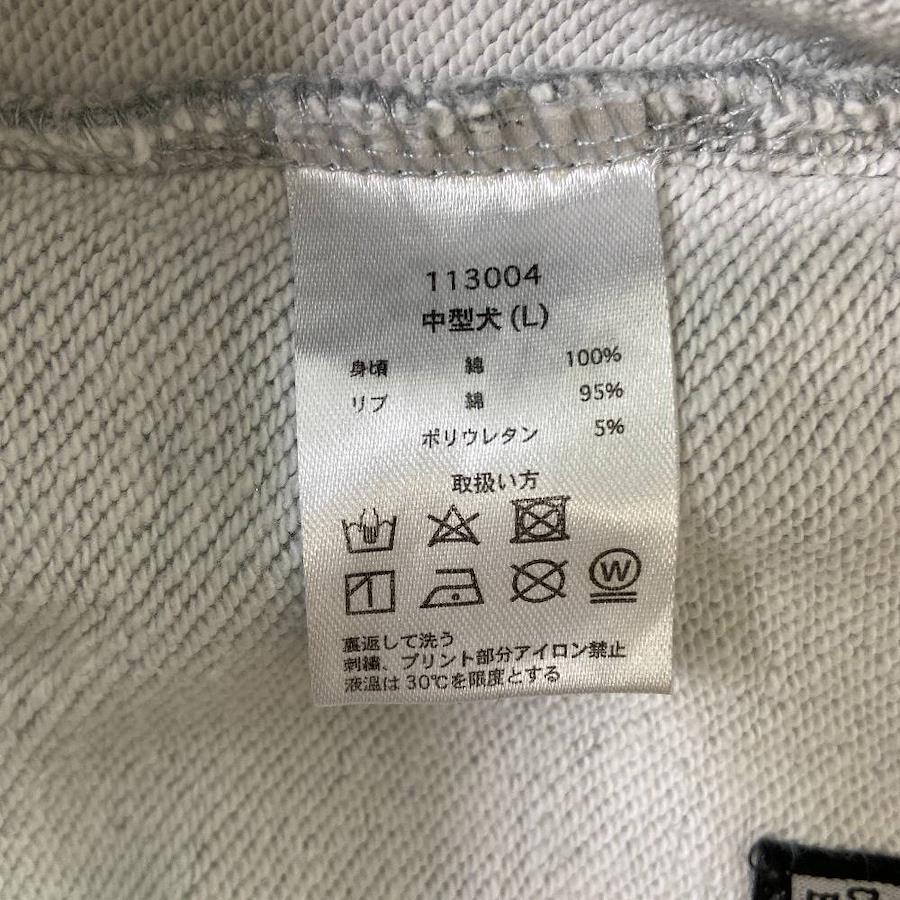 113004
中型犬(L)
身頃 綿 100%
リブ 綿 95%
ポリウレタン 5%
取扱い方
W
裏返して洗う
刺繍、プリント部分アイロン禁止
液温は30℃を限度とする